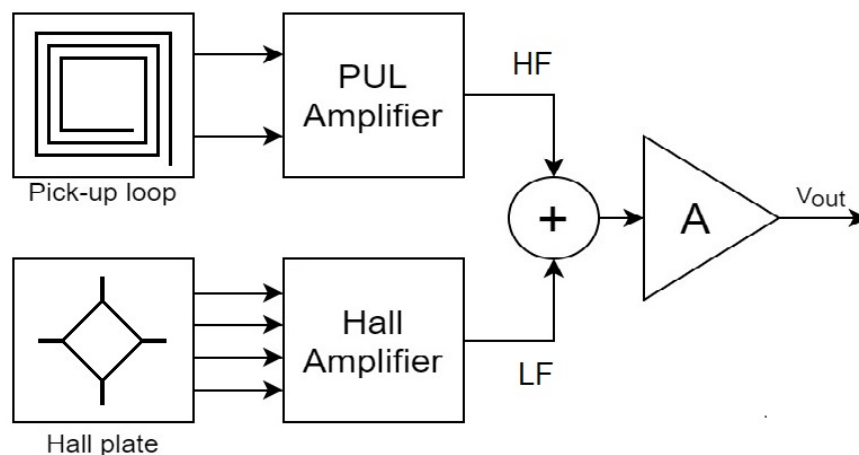 PUL
Amplifier
HF
Pick-up loop
+
A
Vout
Hall
Amplifier
LF
Hall plate